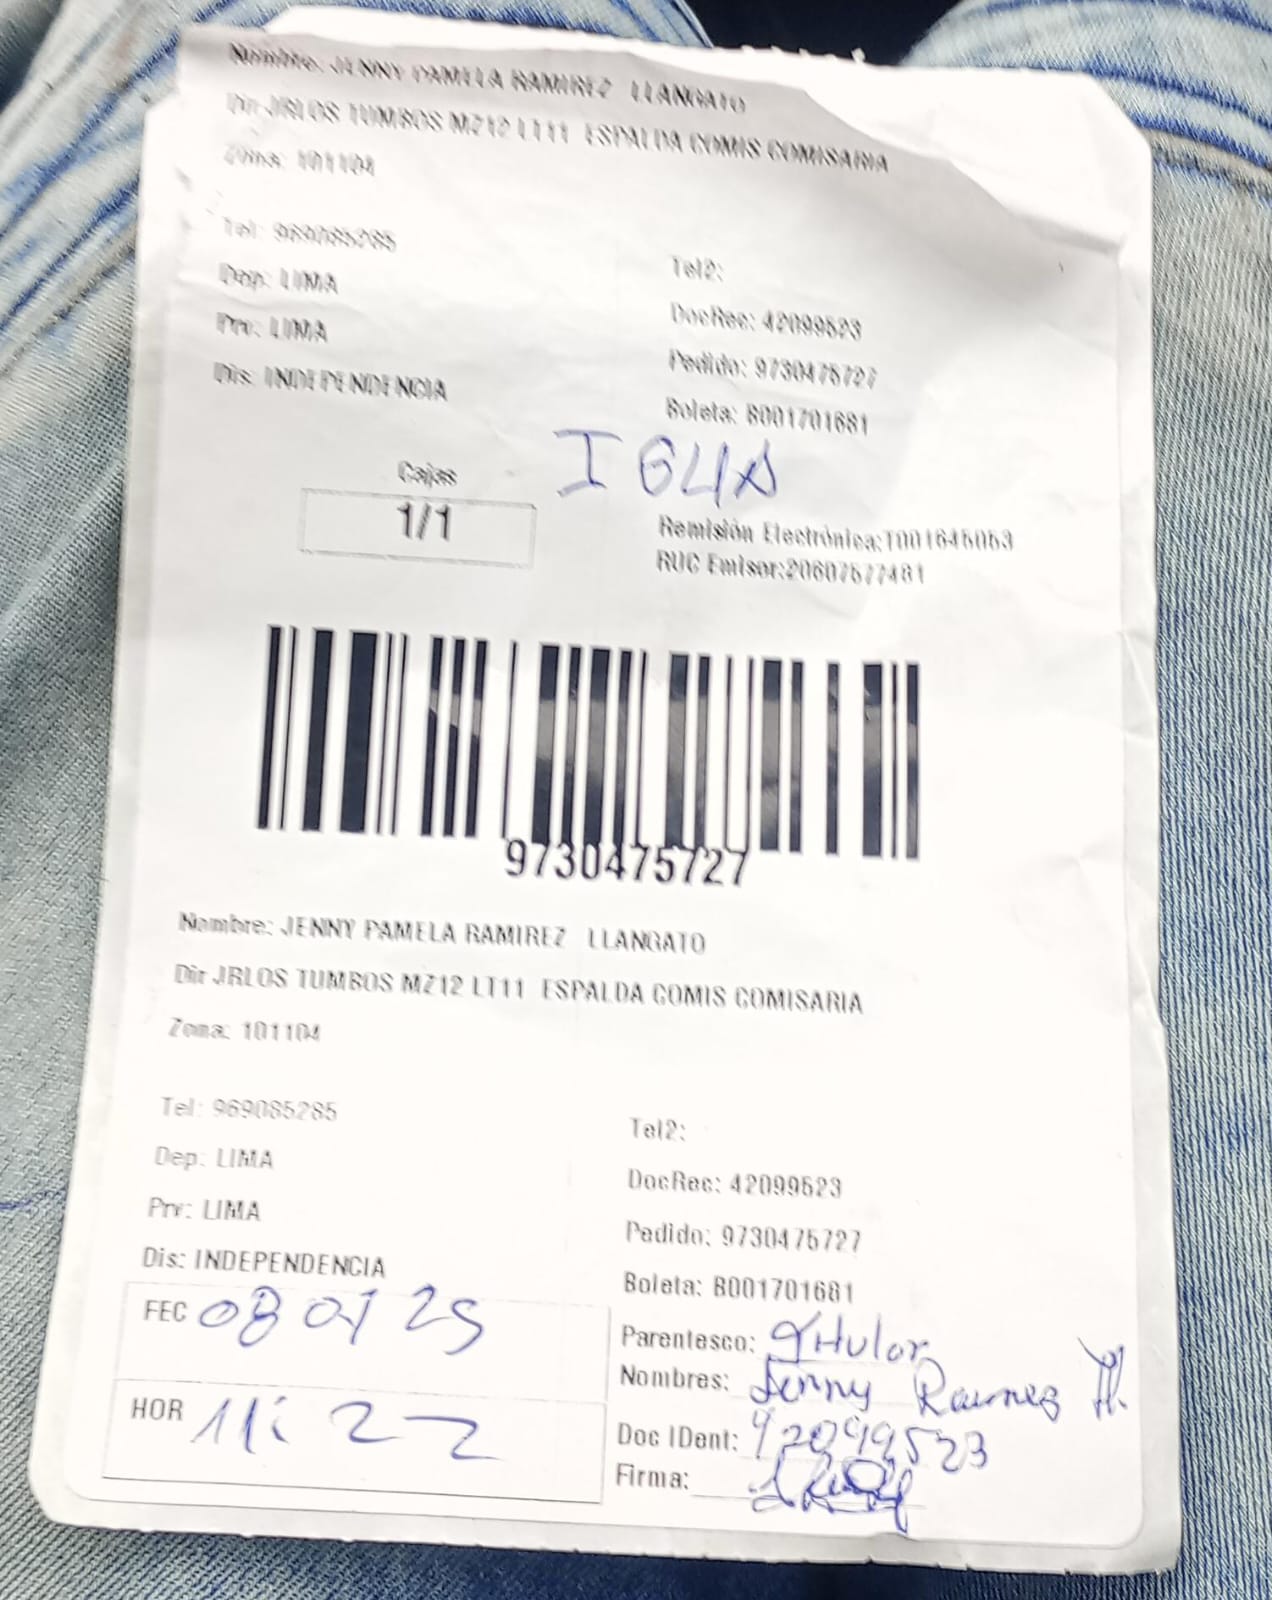 Nombre: JENNY PAMELA RAMIREZ LLANGATO
Dir JRLOS TUMBOS MZ12 LT11 ESPALDA COMIS COMISARIA
Zona: 101104
Tel: 969085285
Tel2:
Dep: LIMA
DocRec: 42099523
Prv: LIMA
Pedido: 9730475727
Dis: INDEPENDENCIA
Boleta: B001701681
Cajas
1/1
Remisión Electrónica:T001645053
RUC Emisor:20607577481
9730475727
Nombre: JENNY PAMELA RAMIREZ LLANGATO
Dir JRLOS TUMBOS MZ12 LT11 ESPALDA COMIS COMISARIA
Zona: 101104
Tel: 969085285
Tel2:
Dep: LIMA
DocRec: 42099523
Prv: LIMA
Pedido: 9730475727
Dis: INDEPENDENCIA
Boleta: B001701681
FEC 08 01 25
Parentesco: titular
Nombres: Jenny Ramirez Ll.
HOR 11: 22
Doc IDent: 42099523
Firma: